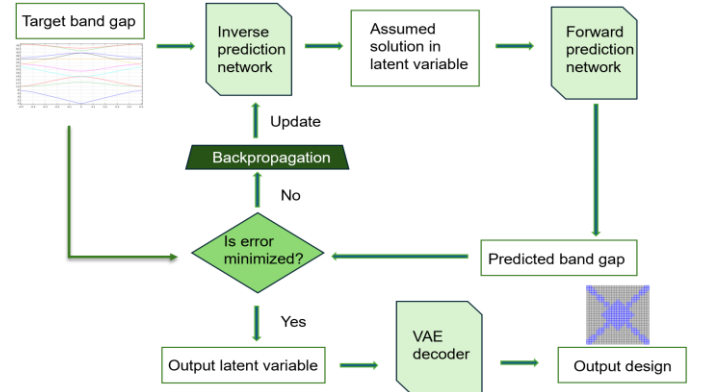 Target band gap
Inverse
prediction
network
Assumed
solution in
latent variable
Forward
prediction
network
Update
Backpropagation
No
Is error
minimized?
Predicted band gap
Yes
Output latent variable
VAE
decoder
Output design